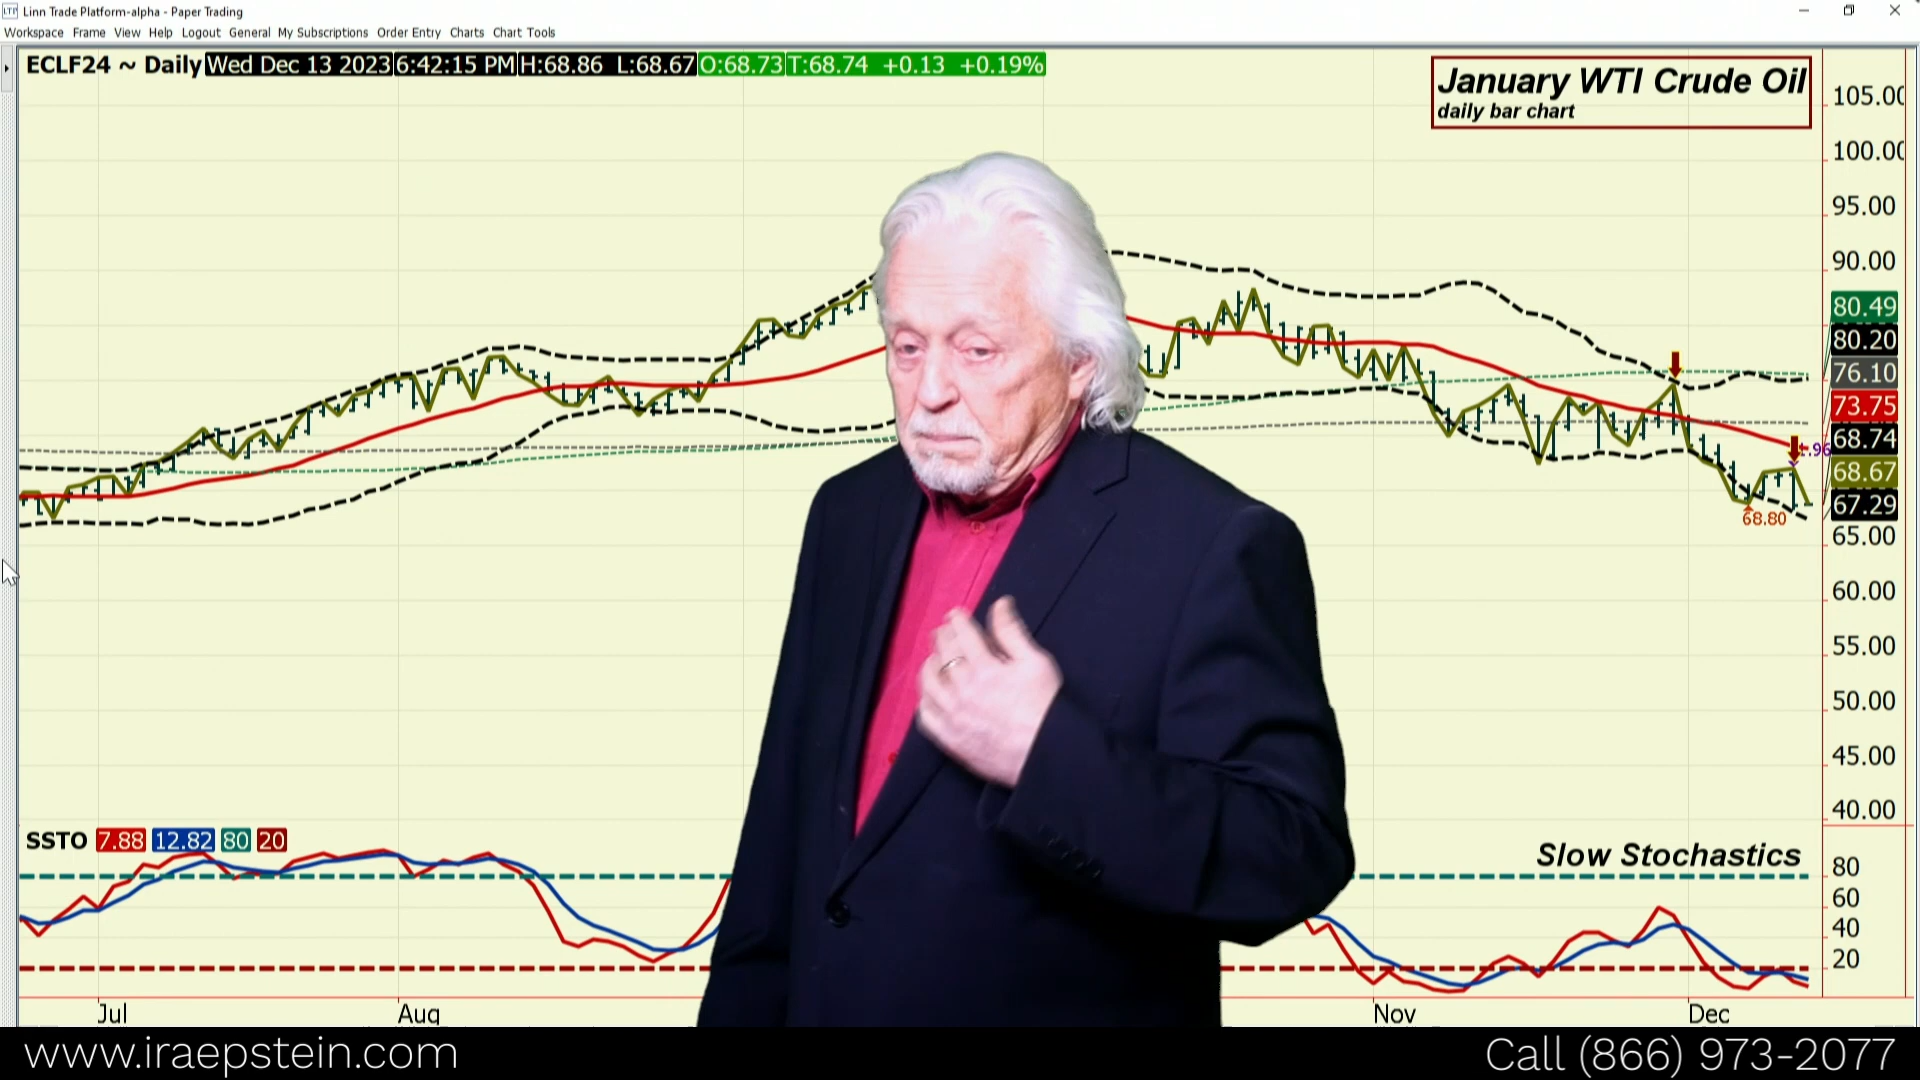 LTP Linn Trade Platform-alpha - Paper Trading
Workspace Frame View Help Logout General My Subscriptions Order Entry Charts Chart Tools
ECLF24 ~ Daily Wed Dec 13 2023 6:42:15 PM H:68.86 L:68.67 O:68.73 T:68.74 +0.13 +0.19%
January WTI Crude Oil
daily bar chart
105.00
100.00
95.00
90.00
80.49
80.20
76.10
73.75
68.74
68.67
67.29
68.80
65.00
60.00
55.00
50.00
45.00
40.00
SSTO 7.88 12.82 80 20
Slow Stochastics
80
60
40
20
Jul Aug Nov Dec
www.iraepstein.com Call (866) 973-2077